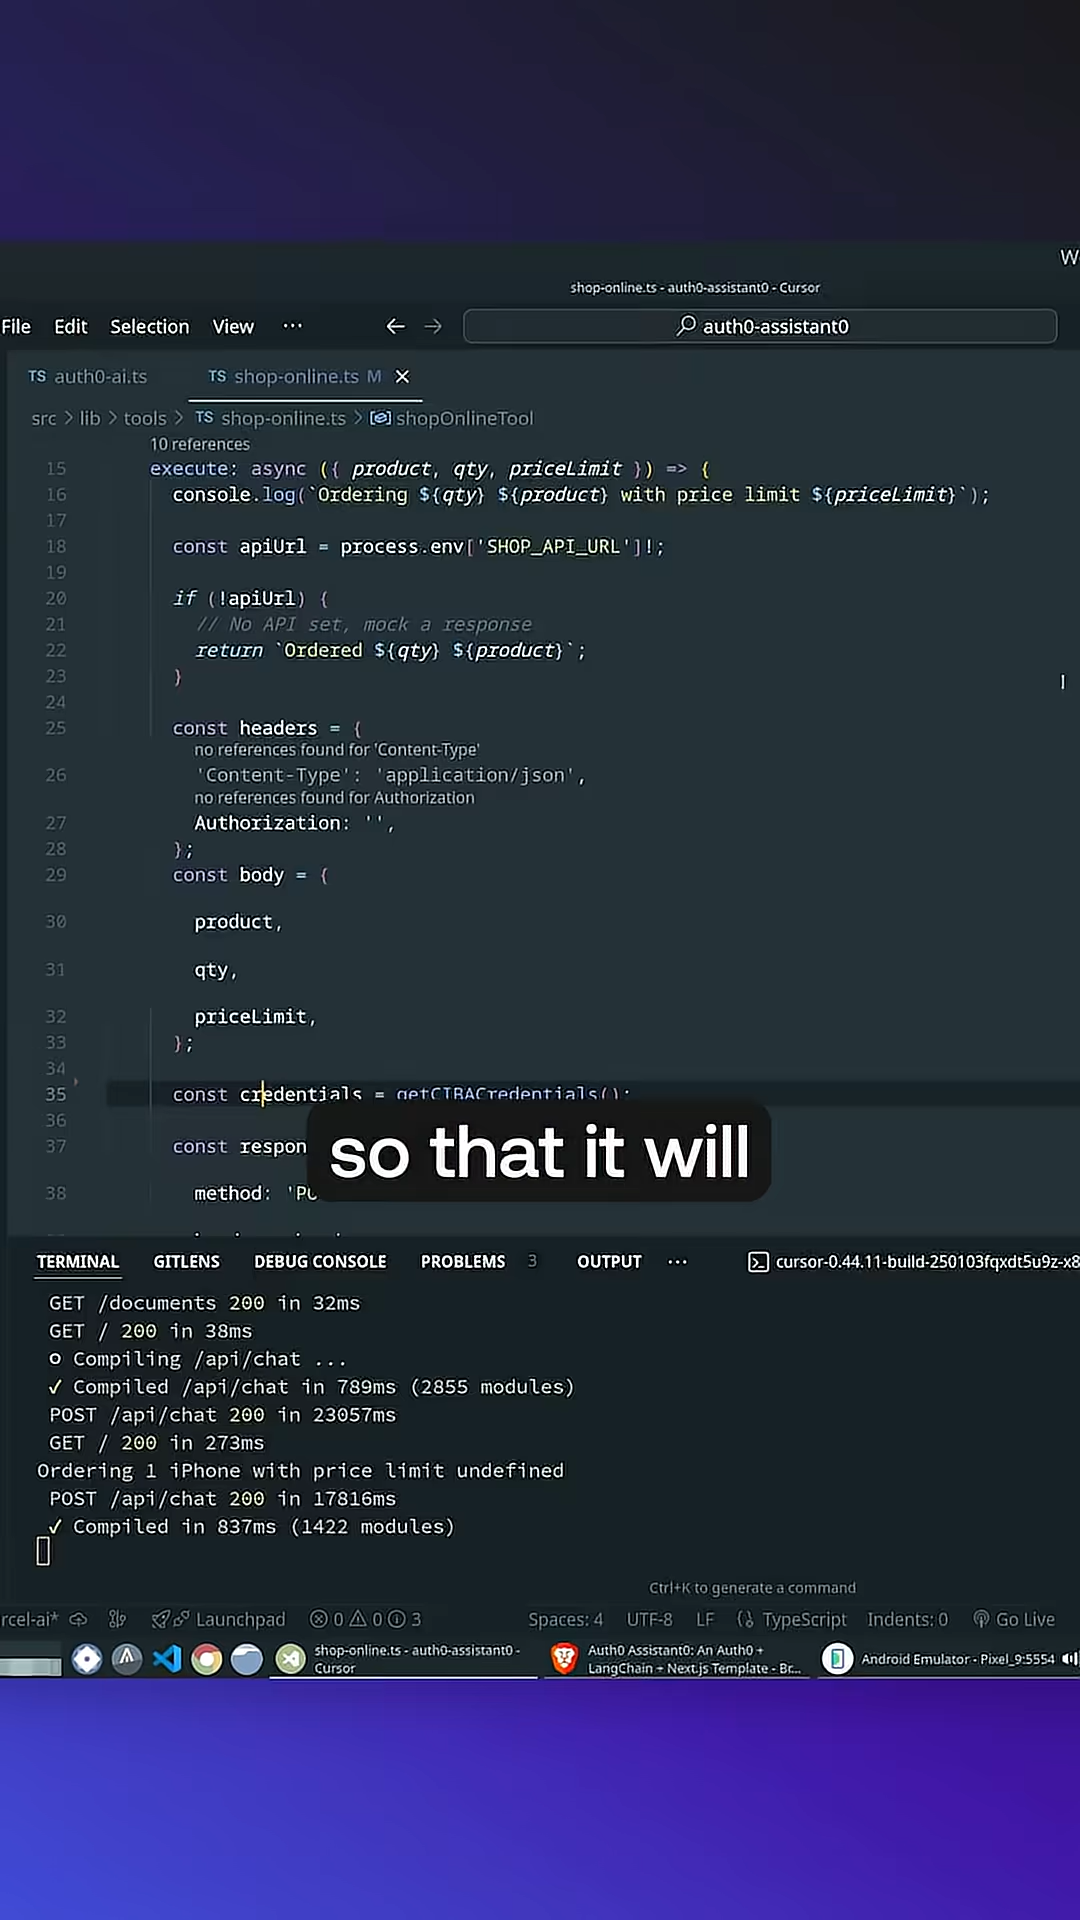 W
shop-online.ts - auth0-assistant0 - Cursor
File Edit Selection View ··· auth0-assistant0
TS auth0-ai.ts TS shop-online.ts M
src > lib > tools > TS shop-online.ts > shopOnlineTool
10 references
15 execute: async ({ product, qty, priceLimit }) => {
16 console.log(`Ordering ${qty} ${product} with price limit ${priceLimit}`);
17
18 const apiUrl = process.env['SHOP_API_URL']!;
19
20 if (!apiUrl) {
21 // No API set, mock a response
22 return `Ordered ${qty} ${product}`;
23 }
24
25 const headers = {
no references found for 'Content-Type'
26 'Content-Type': 'application/json',
no references found for Authorization
27 Authorization: '',
28 };
29 const body = {
30 product,
31 qty,
32 priceLimit,
33 };
34
35 const credentials = getCIBACredentials();
36
37 const respon
so that it will
38 method: 'PO
TERMINAL GITLENS DEBUG CONSOLE PROBLEMS 3 OUTPUT ··· cursor-0.44.11-build-250103fqxdt5u9z-x8
GET /documents 200 in 32ms
GET / 200 in 38ms
○ Compiling /api/chat ...
✓ Compiled /api/chat in 789ms (2855 modules)
POST /api/chat 200 in 23057ms
GET / 200 in 273ms
Ordering 1 iPhone with price limit undefined
POST /api/chat 200 in 17816ms
✓ Compiled in 837ms (1422 modules)
Ctrl+K to generate a command
rcel-ai* Launchpad 0 0 3 Spaces: 4 UTF-8 LF TypeScript Indents: 0 Go Live
shop-online.ts - auth0-assistant0 - Cursor
Auth0 Assistant0: An Auth0 + LangChain + Next.js Template - Br...
Android Emulator - Pixel_9:5554